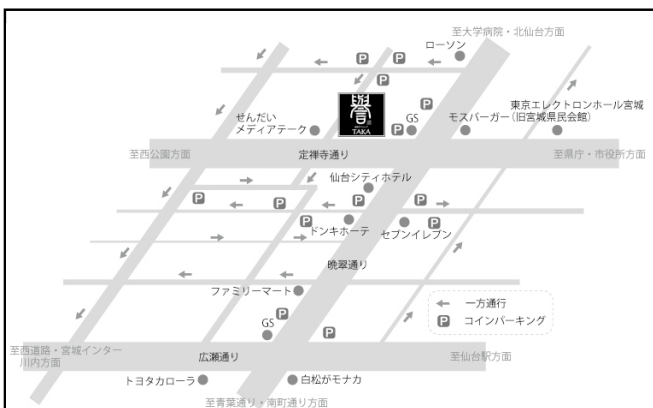 至大学病院・北仙台方面
ローソン
P
P
P
P
誉
TAKA
せんだい
メディアテーク
P
GS
モスバーガー
東京エレクトロンホール宮城
（旧宮城県民会館）
至西公園方面
定禅寺通り
至県庁・市役所方面
仙台シティホテル
P
P
P
P
P
ドンキホーテ
P
セブンイレブン
晩翠通り
ファミリーマート
一方通行
P
コインパーキング
GS
P
P
至西道路・宮城インター
川内方面
広瀬通り
至仙台駅方面
トヨタカローラ
白松がモナカ
至青葉通り・南町通り方面